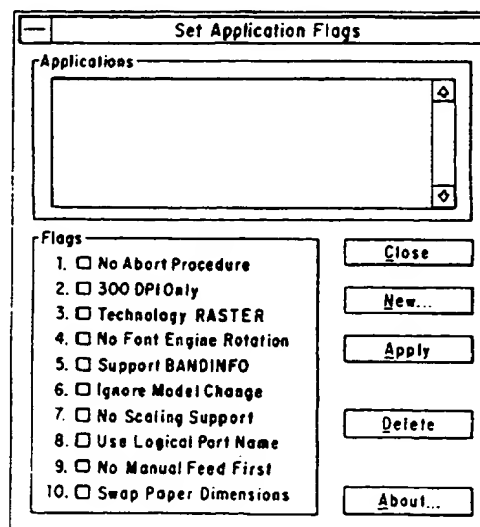 Set Application Flags
Applications
Flags
1. No Abort Procedure
2. 300 DPI Only
3. Technology RASTER
4. No Font Engine Rotation
5. Support BANDINFO
6. Ignore Model Change
7. No Scaling Support
8. Use Logical Port Name
9. No Manual Feed First
10. Swap Paper Dimensions
Close
New...
Apply
Delete
About...